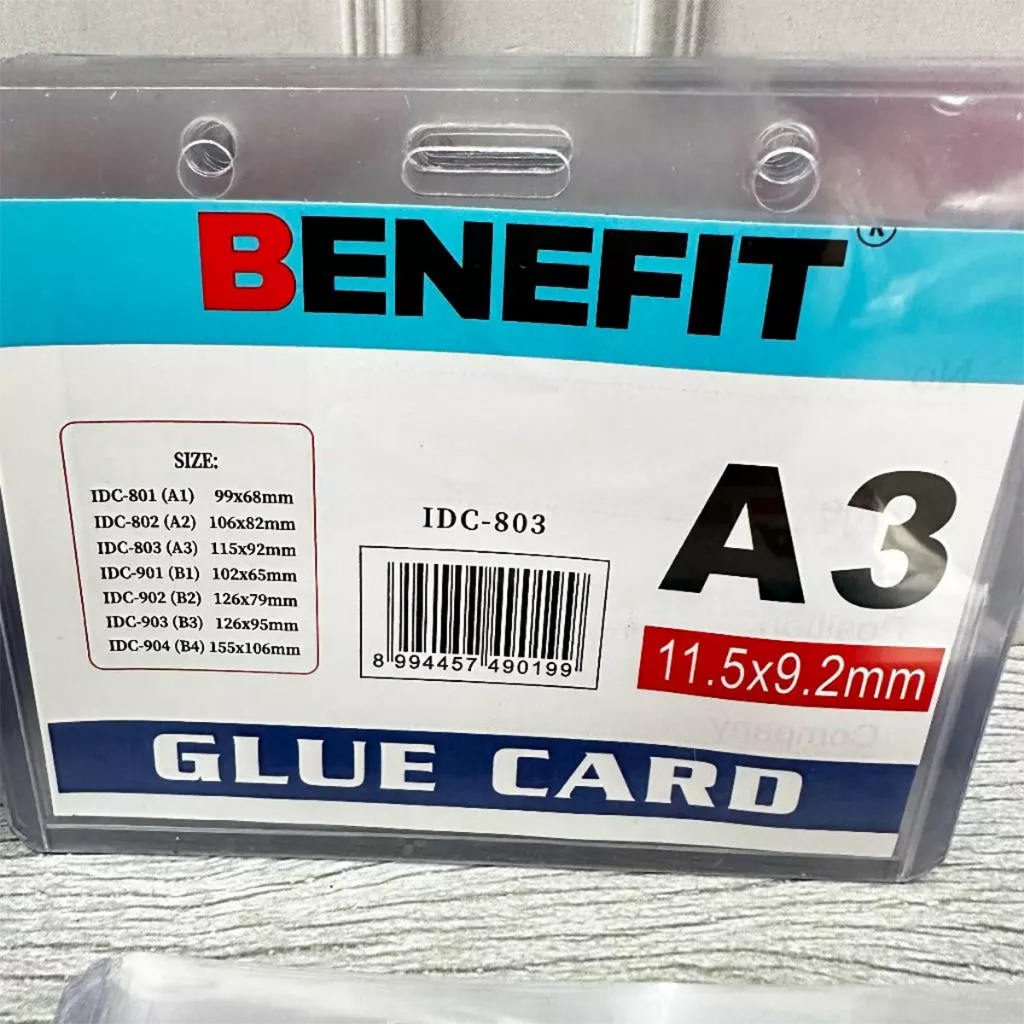 BENEFIT
SIZE:
IDC-801 (A1) 99x68mm
IDC-802 (A2) 106x82mm
IDC-803 (A3) 115x92mm
IDC-901 (B1) 102x65mm
IDC-902 (B2) 126x79mm
IDC-903 (B3) 126x95mm
IDC-904 (B4) 155x106mm
IDC-803
8 994457 490199
A3
11.5x9.2mm
Company
GLUE CARD